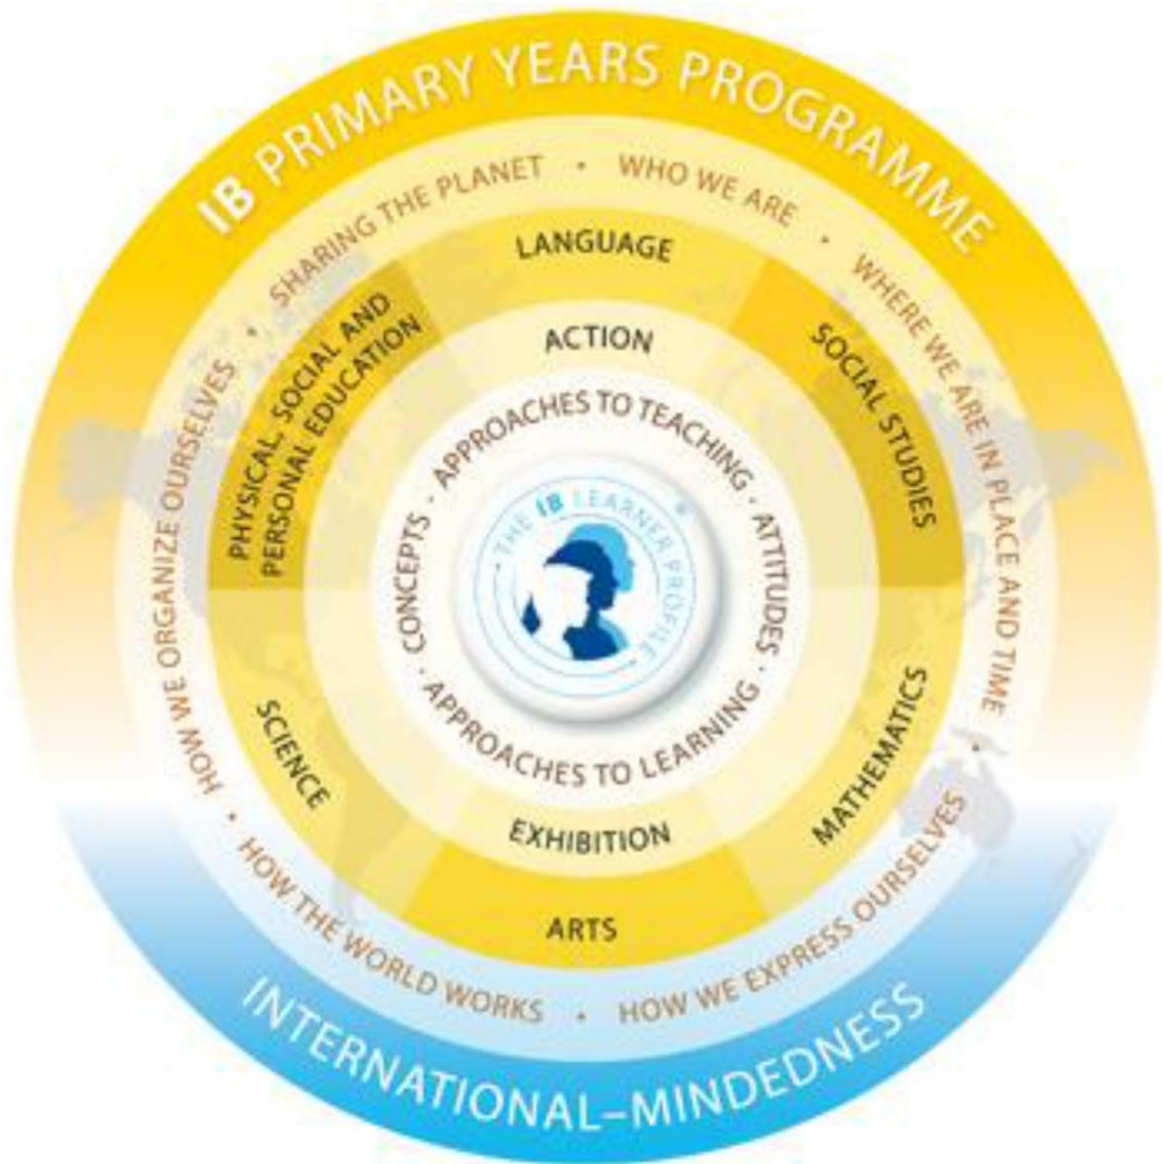 IB PRIMARY YEARS PROGRAMME
SHARING THE PLANET • WHO WE ARE • WHERE WE ARE IN PLACE AND TIME • HOW WE EXPRESS OURSELVES • HOW THE WORLD WORKS • HOW WE ORGANIZE OURSELVES •
LANGUAGE
SOCIAL STUDIES
MATHEMATICS
ARTS
SCIENCE
PHYSICAL, SOCIAL AND
PERSONAL EDUCATION
ACTION
EXHIBITION
APPROACHES TO TEACHING • ATTITUDES • APPROACHES TO LEARNING • CONCEPTS •
• THE IB LEARNER PROFILE •
INTERNATIONAL–MINDEDNESS